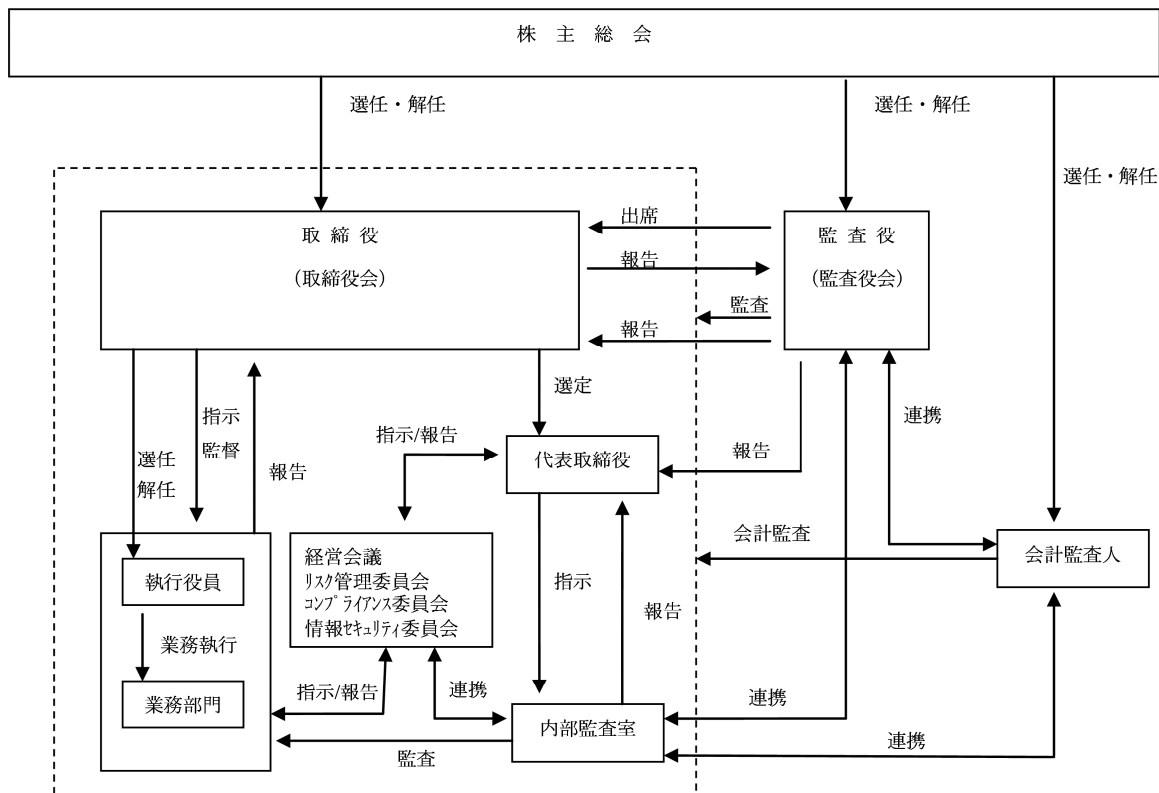 株 主 総 会
選任・解任
選任・解任
選任・解任
取 締 役
(取締役会)
出席
報告
監査
報告
監 査 役
(監査役会)
選定
連携
指示
監督
選任
解任
報告
指示/報告
代表取締役
報告
会計監査
会計監査人
執行役員
業務執行
業務部門
経営会議
ﾘｽｸ管理委員会
ｺﾝﾌﾟﾗｲｱﾝｽ委員会
情報ｾｷｭﾘﾃｨ委員会
指示
報告
指示/報告
連携
内部監査室
連携
連携
監査